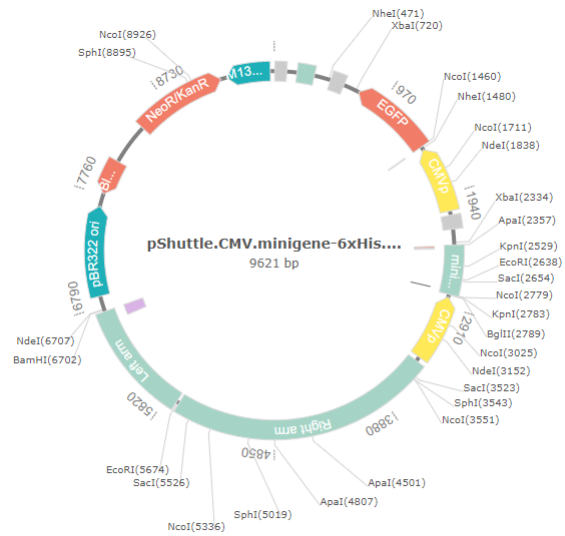 NcoI(8926)
SphI(8895)
8730
NeoR/KanR
M13...
NheI(471)
XbaI(720)
970
EGFP
NcoI(1460)
NheI(1480)
NcoI(1711)
NdeI(1838)
CMVp
1940
XbaI(2334)
ApaI(2357)
KpnI(2529)
EcoRI(2638)
SacI(2654)
mini...
NcoI(2779)
KpnI(2783)
BglII(2789)
2910
CMVp
NcoI(3025)
NdeI(3152)
SacI(3523)
SphI(3543)
NcoI(3551)
3880
Right arm
ApaI(4501)
ApaI(4807)
4850
SphI(5019)
NcoI(5336)
SacI(5526)
EcoRI(5674)
5820
Left arm
BamHI(6702)
NdeI(6707)
6790
pBR322 ori
7760
Bl...
pShuttle.CMV.minigene-6xHis....
9621 bp